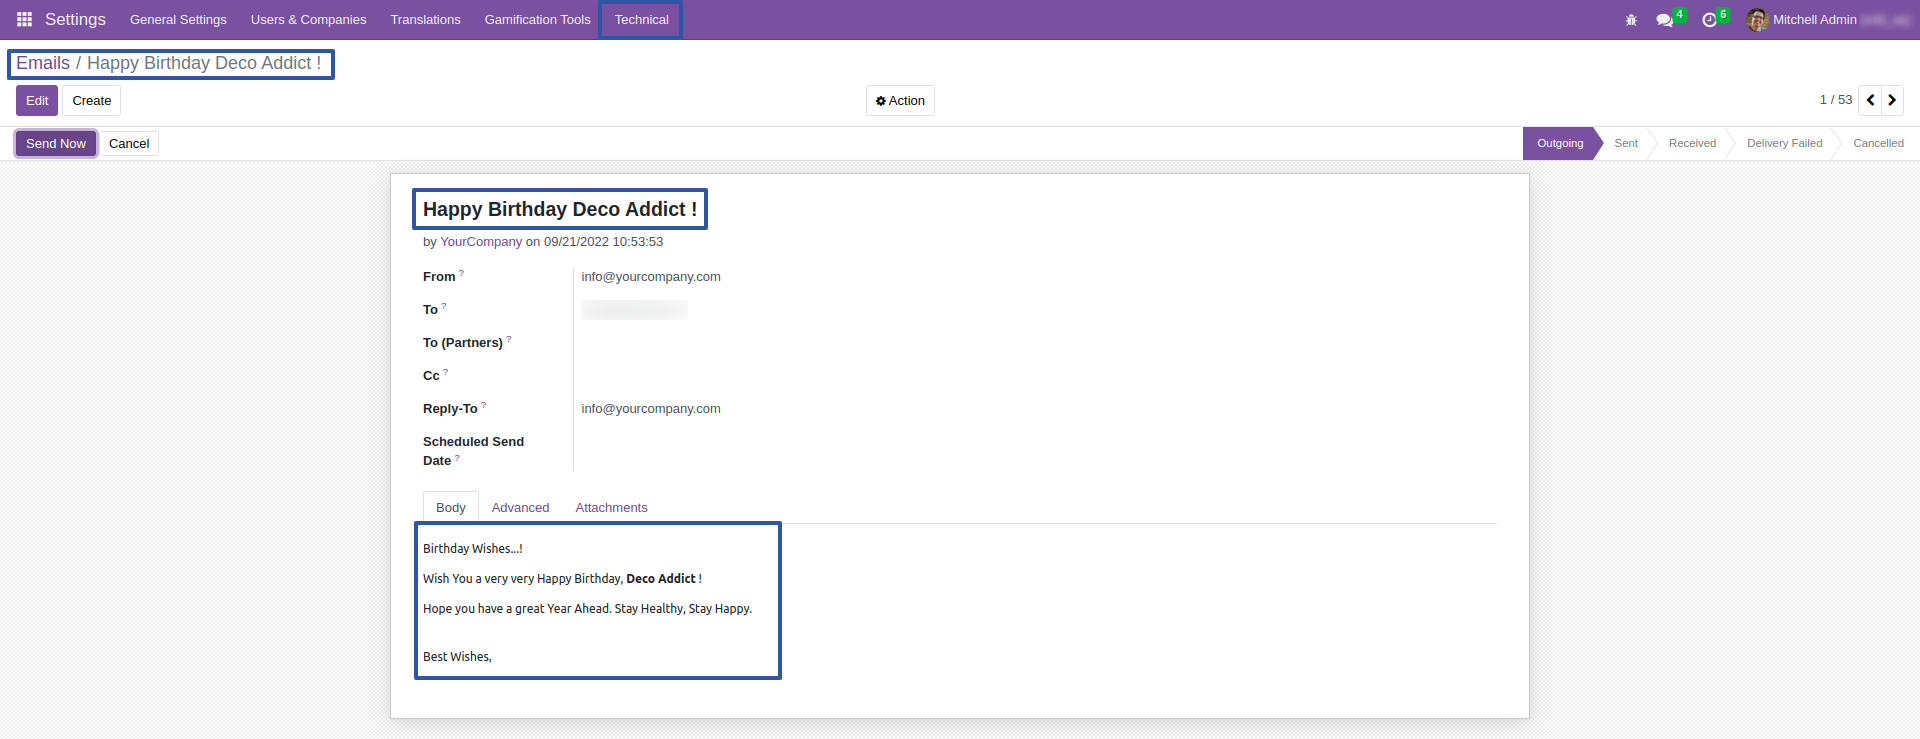 Settings General Settings Users & Companies Translations Gamification Tools Technical 4 6 Mitchell Admin
Emails / Happy Birthday Deco Addict !
Edit Create Action 1 / 53
Send Now Cancel Outgoing Sent Received Delivery Failed Cancelled
Happy Birthday Deco Addict !
by YourCompany on 09/21/2022 10:53:53
From ? info@yourcompany.com
To ?
To (Partners) ?
Cc ?
Reply-To ? info@yourcompany.com
Scheduled Send
Date ?
Body Advanced Attachments
Birthday Wishes...!
Wish You a very very Happy Birthday, Deco Addict !
Hope you have a great Year Ahead. Stay Healthy, Stay Happy.
Best Wishes,